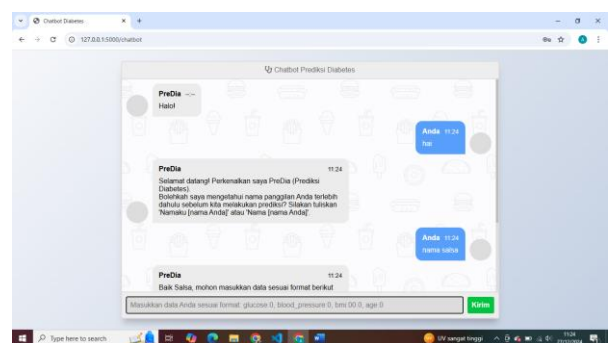 Chatbot Diabetes
127.0.0.1:5000/chatbot
Chatbot Prediksi Diabetes
PreDia --:--
Halo!
Anda 11:24
hai
PreDia 11:24
Selamat datang! Perkenalkan saya PreDia (Prediksi
Diabetes).
Bolehkah saya mengetahui nama panggilan Anda terlebih
dahulu sebelum kita melakukan prediksi? Silakan tuliskan
'Namaku [nama Anda]' atau 'Nama [nama Anda]'.
Anda 11:24
nama salsa
PreDia 11:24
Baik Salsa, mohon masukkan data sesuai format berikut
Masukkan data Anda sesuai format: glucose 0, blood_pressure 0, bmi 00.0, age 0
Kirim
Type here to search
UV sangat tinggi
11:24